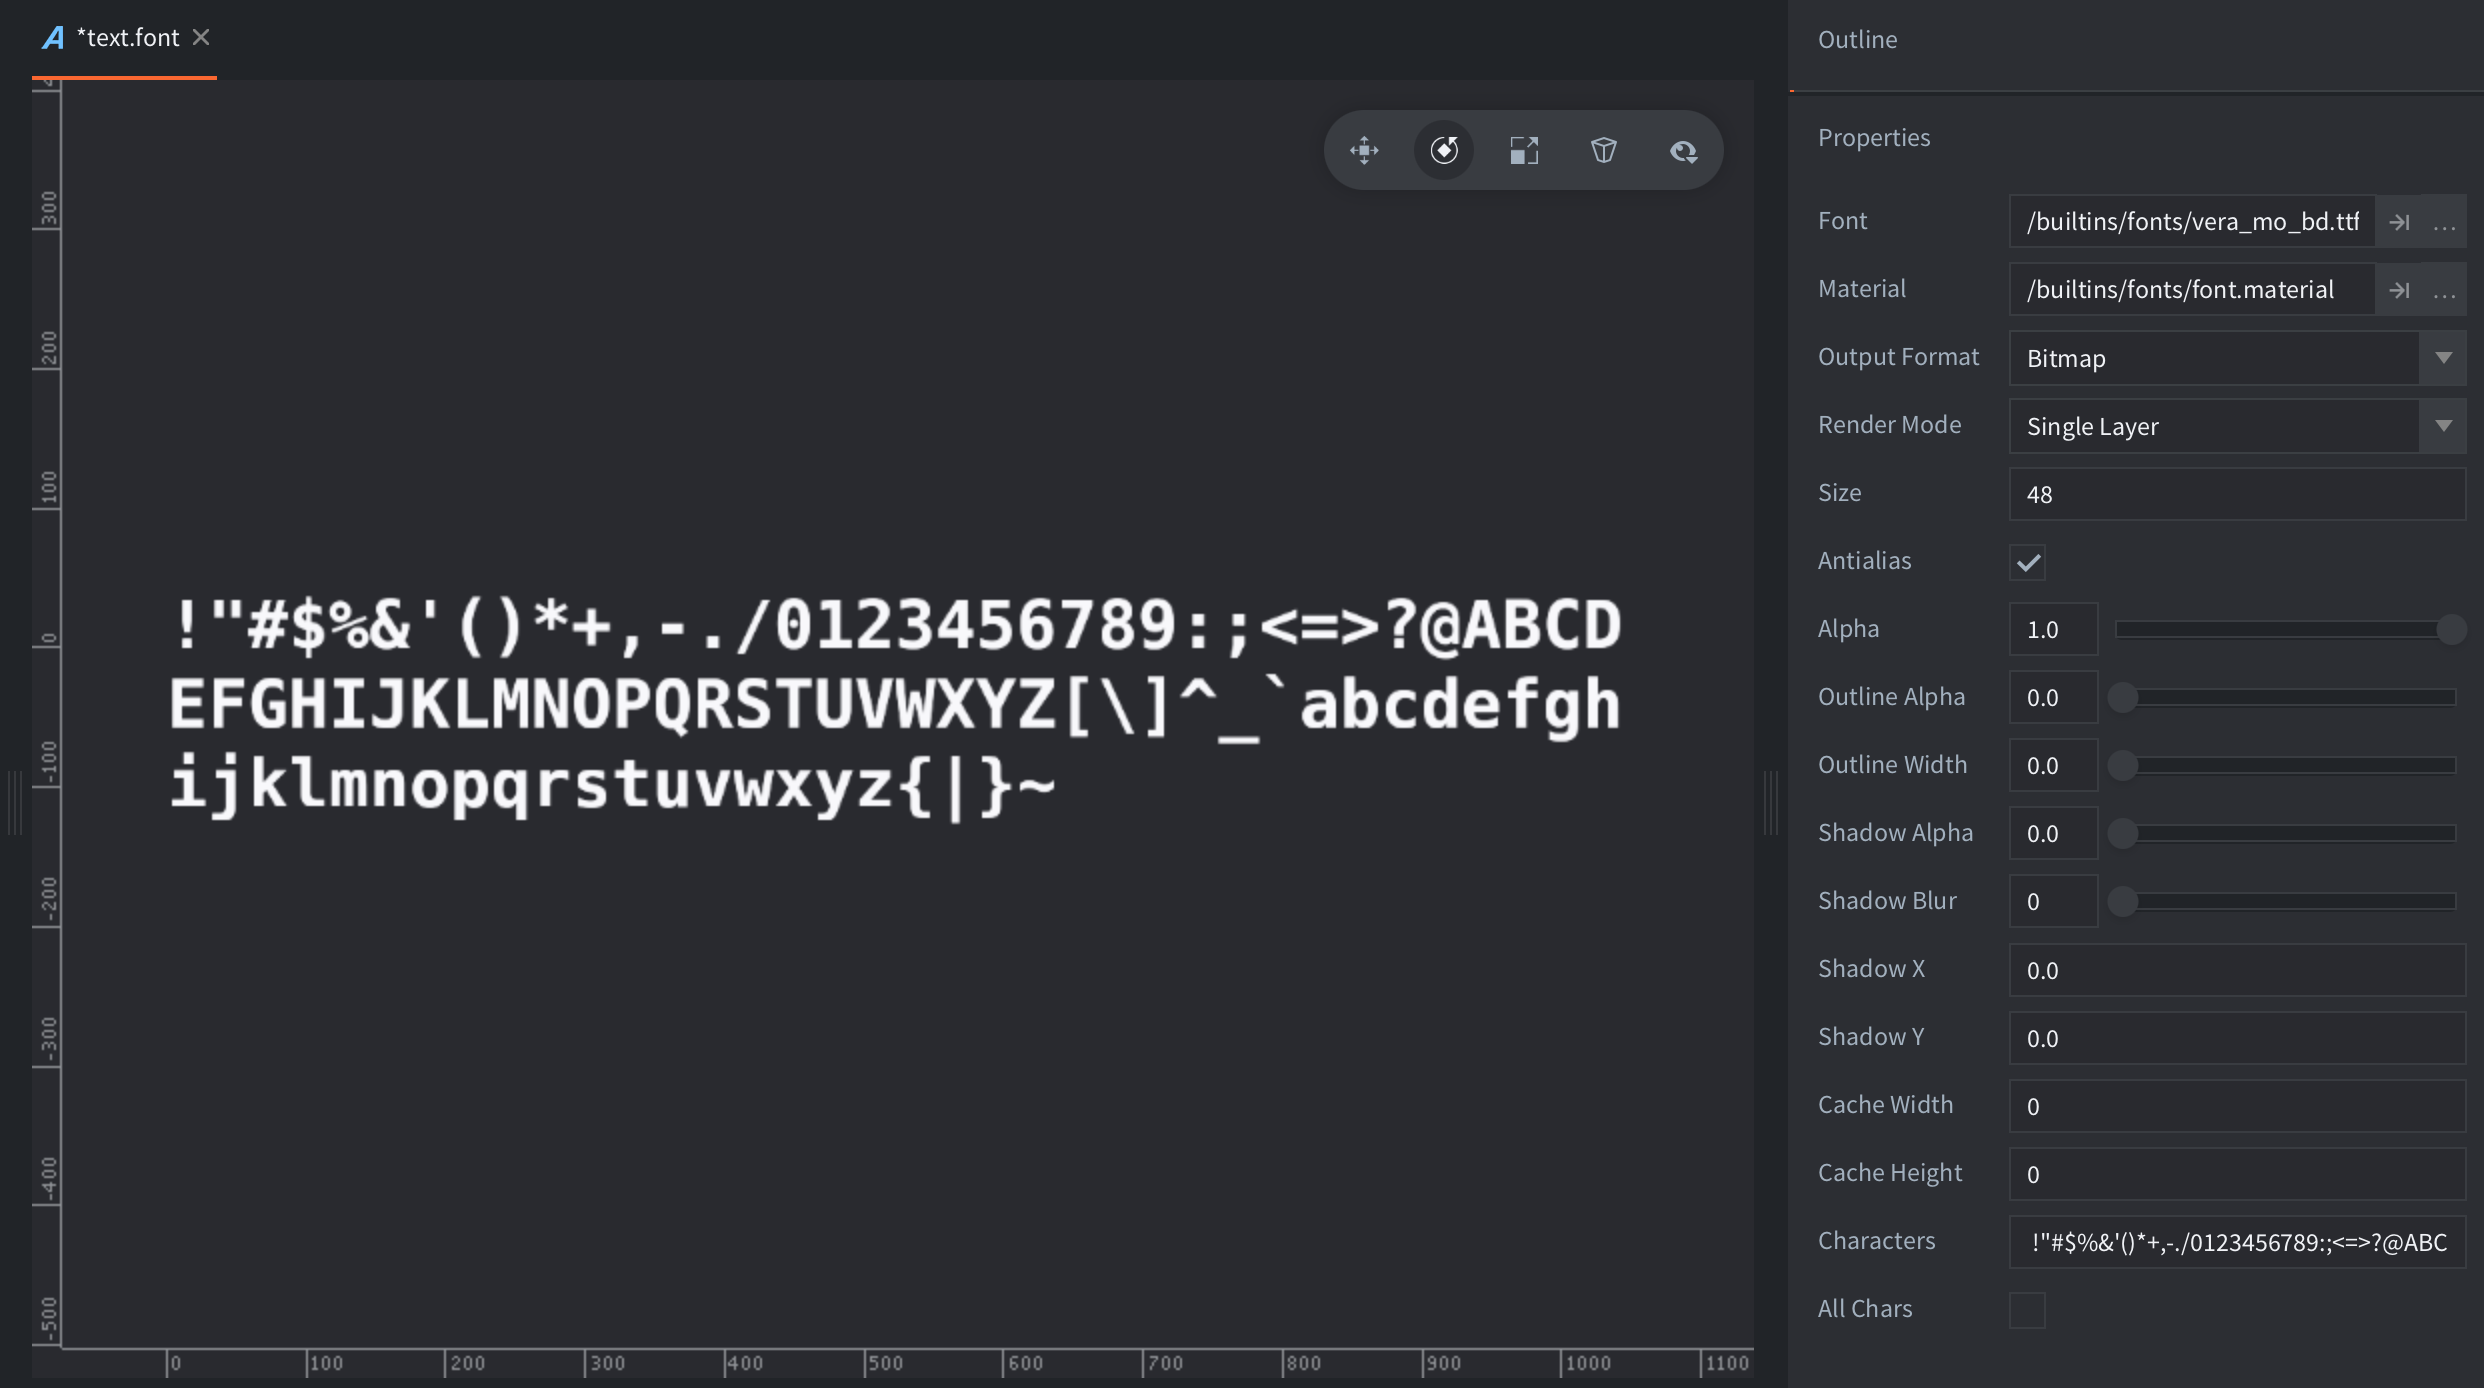 *text.font
300
200
100
0
-100
-200
-300
-400
-500
!"#$%&'()*+,-./0123456789:;<=>?@ABCD
EFGHIJKLMNOPQRSTUVWXYZ[\]^_`abcdefgh
ijklmnopqrstuvwxyz{|}~
0 100 200 300 400 500 600 700 800 900 1000 1100
Outline
Properties
Font /builtins/fonts/vera_mo_bd.ttf ...
Material /builtins/fonts/font.material ...
Output Format Bitmap
Render Mode Single Layer
Size 48
Antialias
Alpha 1.0
Outline Alpha 0.0
Outline Width 0.0
Shadow Alpha 0.0
Shadow Blur 0
Shadow X 0.0
Shadow Y 0.0
Cache Width 0
Cache Height 0
Characters !"#$%&'()*+,-./0123456789:;<=>?@ABC
All Chars